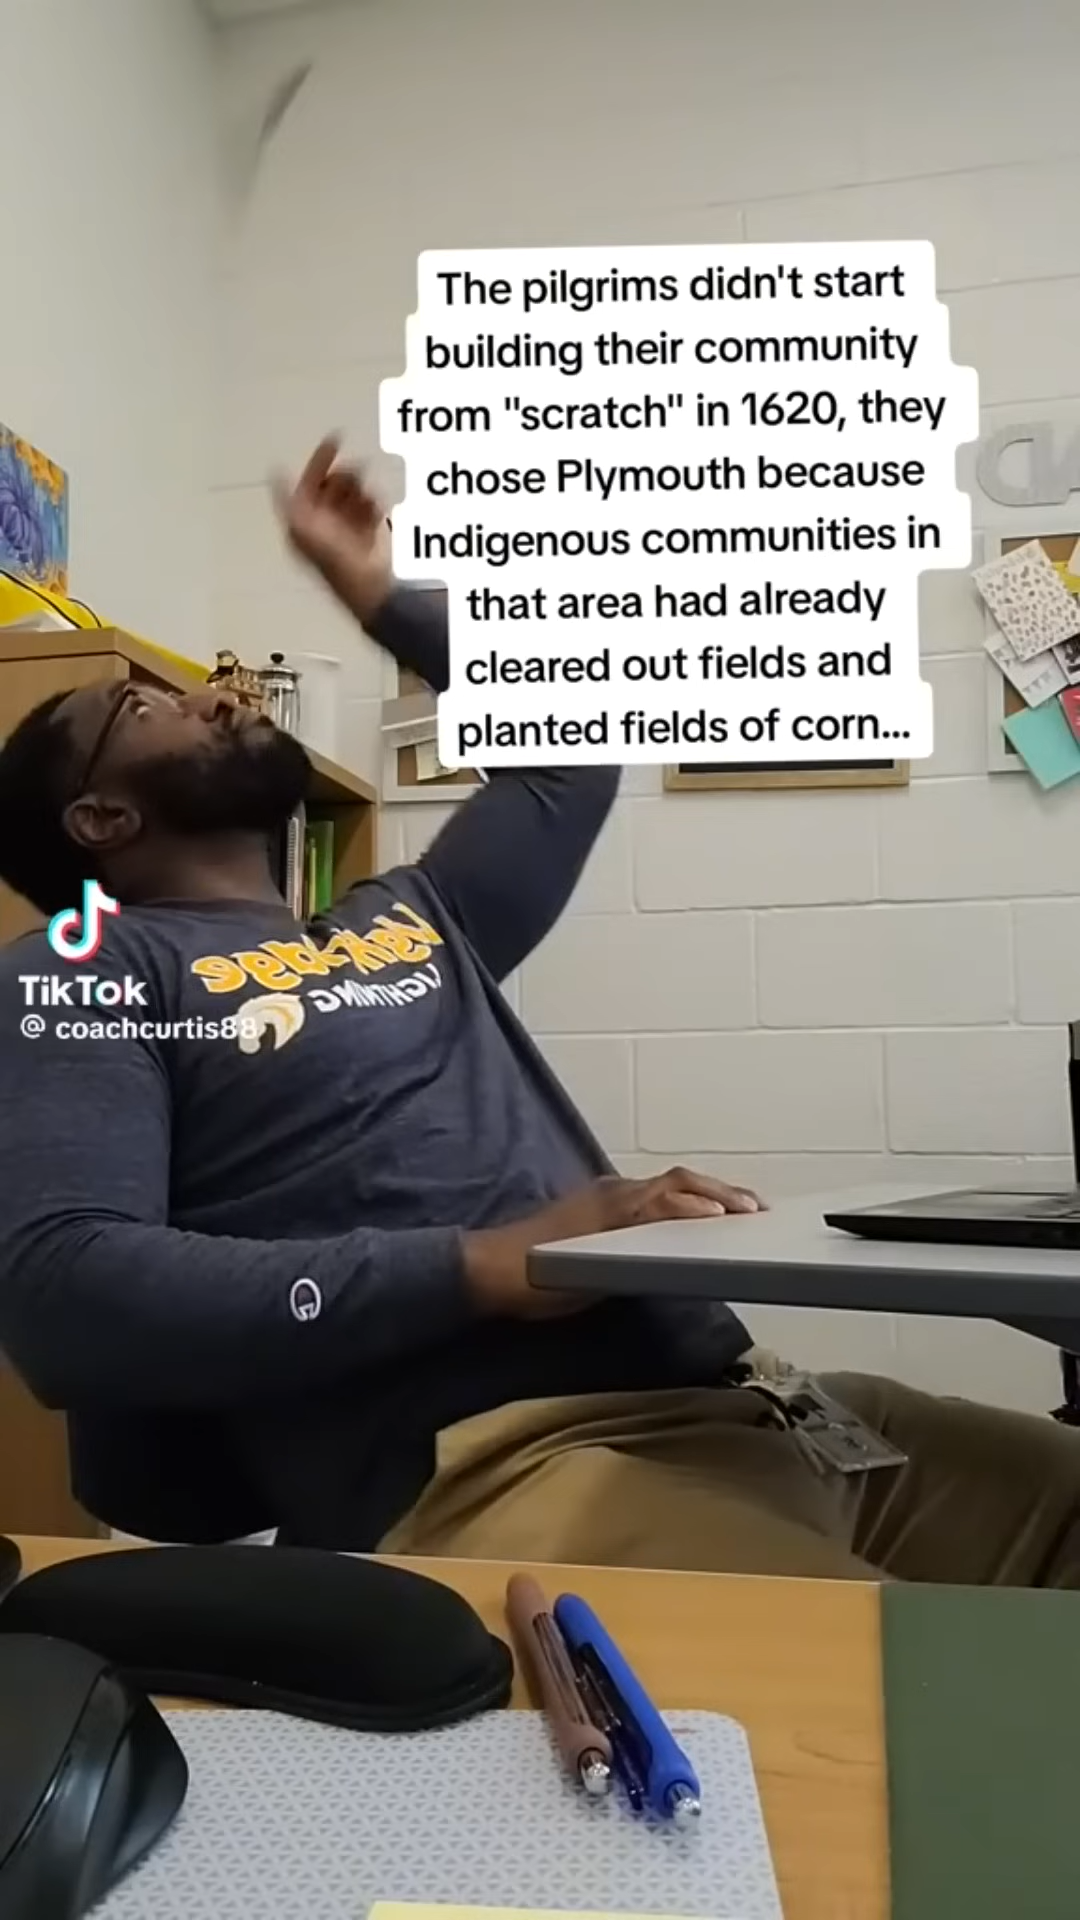 The pilgrims didn't start
building their community
from "scratch" in 1620, they
chose Plymouth because
Indigenous communities in
that area had already
cleared out fields and
planted fields of corn...
TikTok
@ coachcurtis88
LIGHTNING